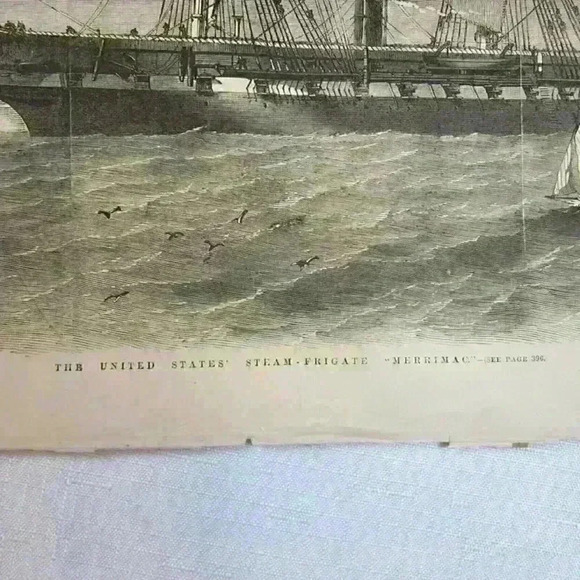 THE UNITED STATES' STEAM-FRIGATE "MERRIMAC."—SEE PAGE 396.